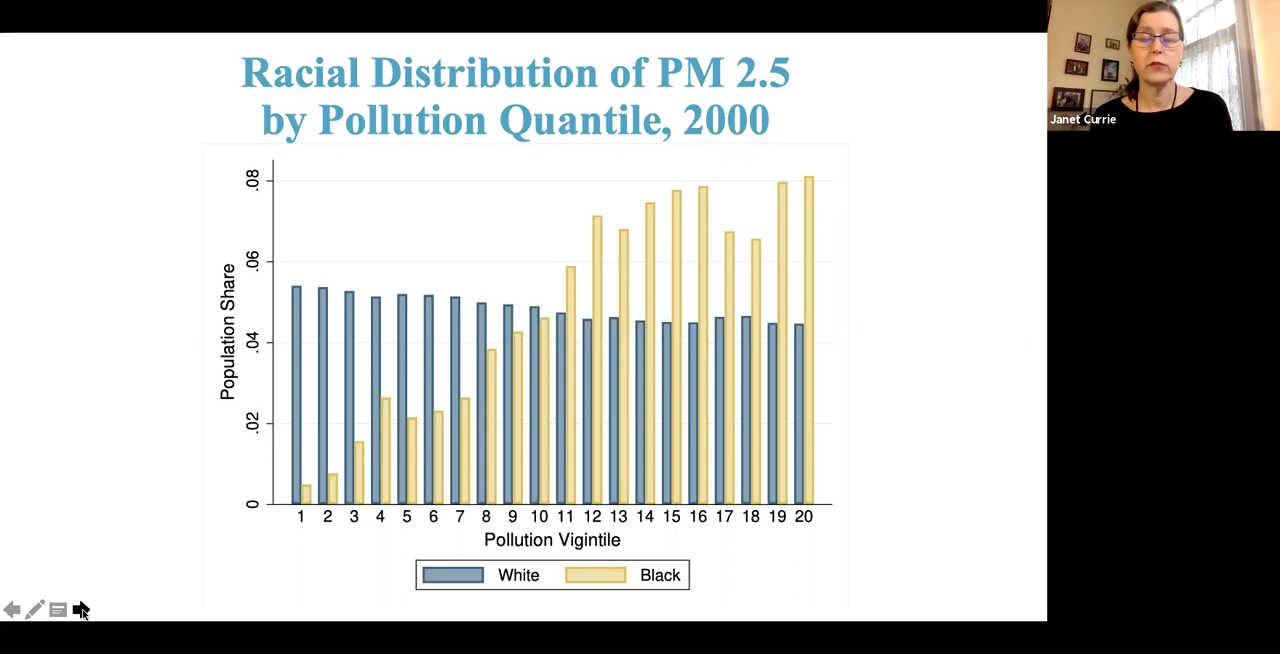 Racial Distribution of PM 2.5
by Pollution Quantile, 2000
Janet Currie
Population Share
.08
.06
.04
.02
0
1 2 3 4 5 6 7 8 9 10 11 12 13 14 15 16 17 18 19 20
Pollution Vigintile
White Black